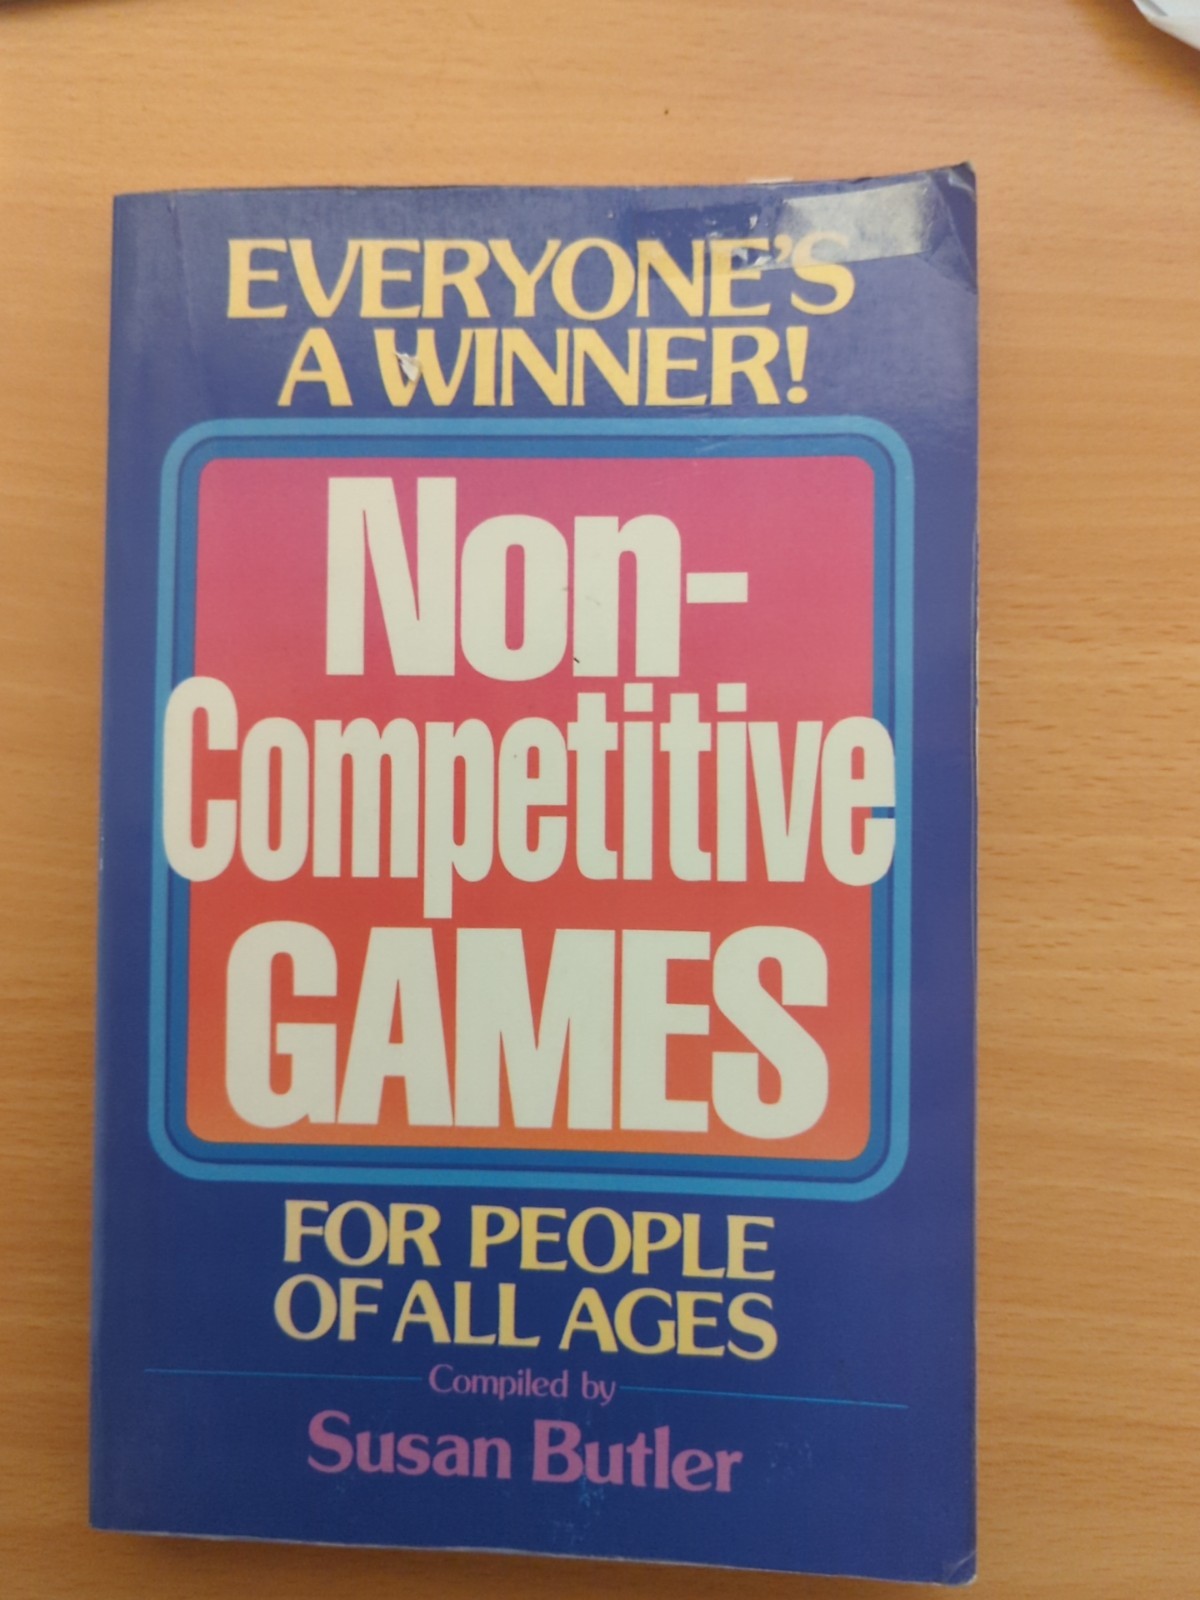 EVERYONE'S
A WINNER!
Non-
Competitive
GAMES
FOR PEOPLE
OF ALL AGES
Compiled by
Susan Butler